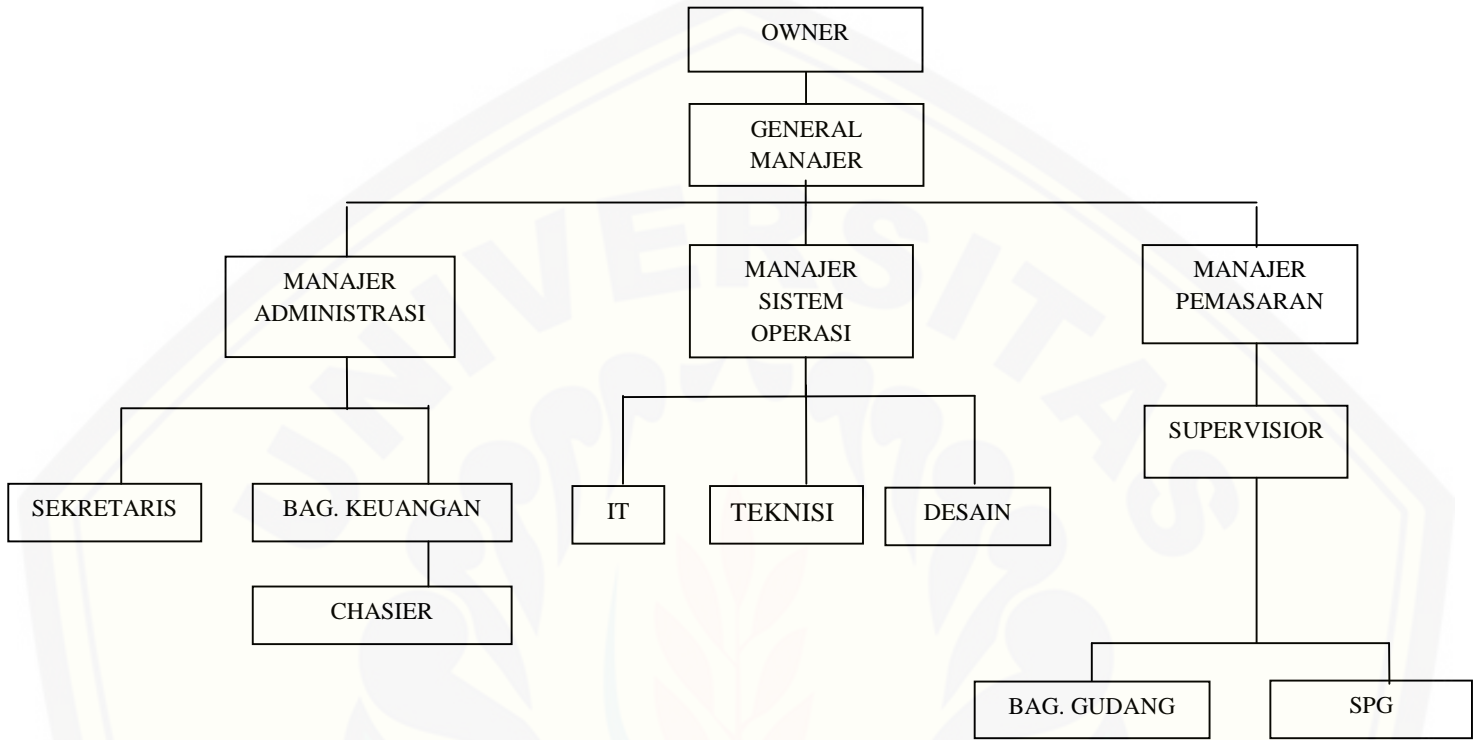 OWNER
GENERAL
MANAJER
MANAJER
ADMINISTRASI
MANAJER
SISTEM
OPERASI
MANAJER
PEMASARAN
SUPERVISIOR
SEKRETARIS
BAG. KEUANGAN
IT
TEKNISI
DESAIN
CHASIER
BAG. GUDANG
SPG
UNIVERSITAS